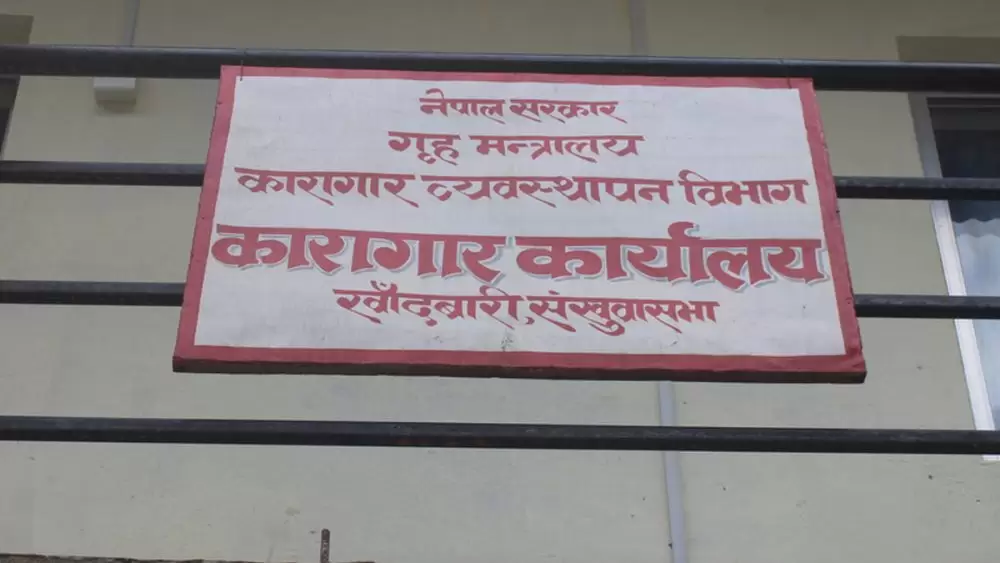 नेपाल सरकार
गृह मन्त्रालय
कारागार व्यवस्थापन विभाग
कारागार कार्यालय
खाँदबारी, संखुवासभा